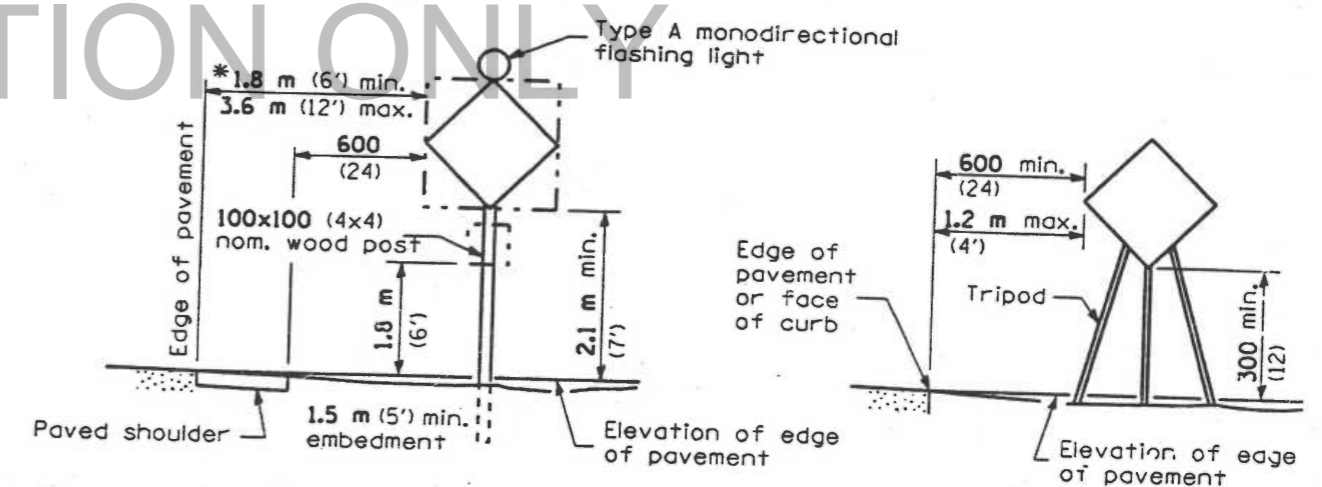 TION ONLY
Type A monodirectional
flashing light
*1.8 m (6') min.
3.6 m (12') max.
600
(24)
Edge of pavement
100x100 (4x4)
nom. wood post
1.8 m
(6')
2.1 m min.
(7')
Paved shoulder
1.5 m (5') min.
embedment
Elevation of edge
of pavement
600 min.
(24)
1.2 m max.
(4')
Edge of
pavement
or face
of curb
Tripod
300 min.
(12)
Elevation of edge
of pavement